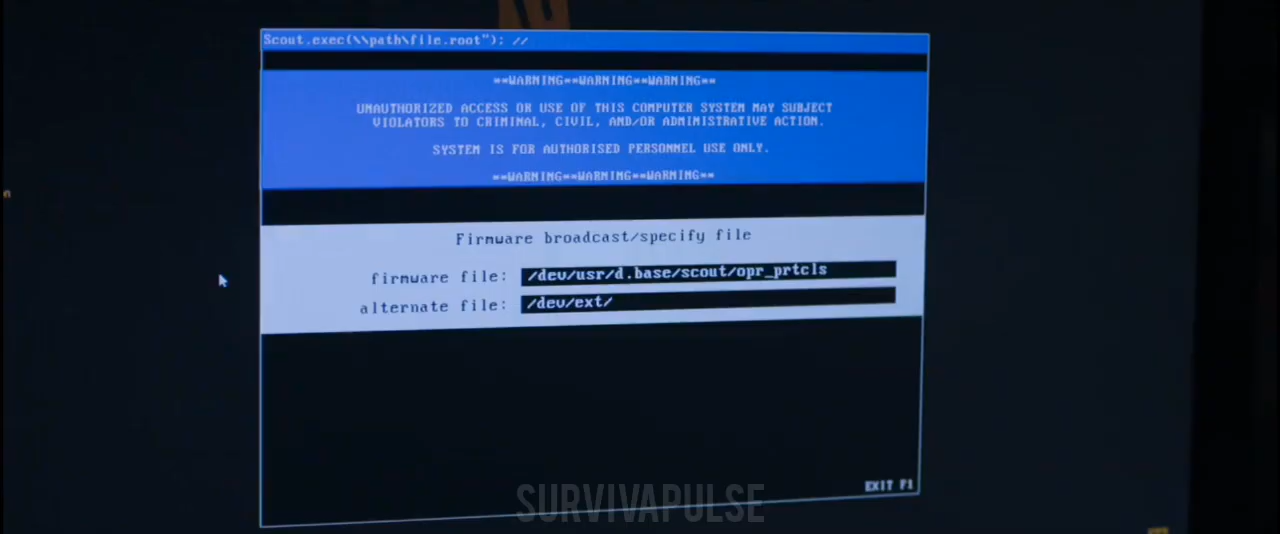 Scout.exec(\\path\file.root"); //
**WARNING**WARNING**WARNING**
UNAUTHORIZED ACCESS OR USE OF THIS COMPUTER SYSTEM MAY SUBJECT
VIOLATORS TO CRIMINAL, CIVIL, AND/OR ADMINISTRATIVE ACTION.
SYSTEM IS FOR AUTHORISED PERSONNEL USE ONLY.
**WARNING**WARNING**WARNING**
Firmware broadcast/specify file
firmware file: /dev/usr/d.base/scout/opr_prtcls
alternate file: /dev/ext/
EXIT F1
SURVIVAPULSE